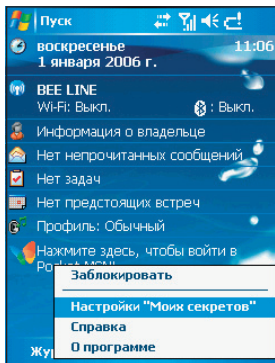 Пуск
воскресенье 11:06
1 января 2006 г.
BEE LINE
Wi-Fi: Выкл. : Выкл.
Информация о владельце
Нет непрочитанных сообщений
Нет задач
Нет предстоящих встреч
Профиль: Обычный
Нажмите здесь, чтобы войти в
Заблокировать
Настройки "Моих секретов"
Справка
О программе